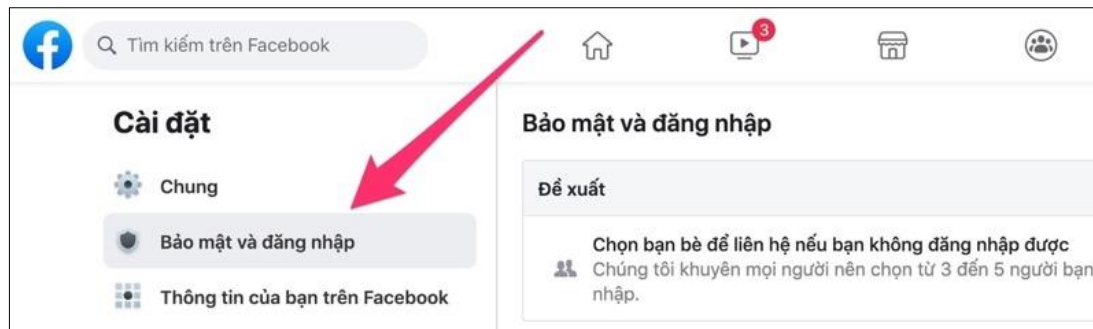 Tìm kiếm trên Facebook
3
Cài đặt
Chung
Bảo mật và đăng nhập
Thông tin của bạn trên Facebook
Bảo mật và đăng nhập
Đề xuất
Chọn bạn bè để liên hệ nếu bạn không đăng nhập được
Chúng tôi khuyên mọi người nên chọn từ 3 đến 5 người bạn
nhập.